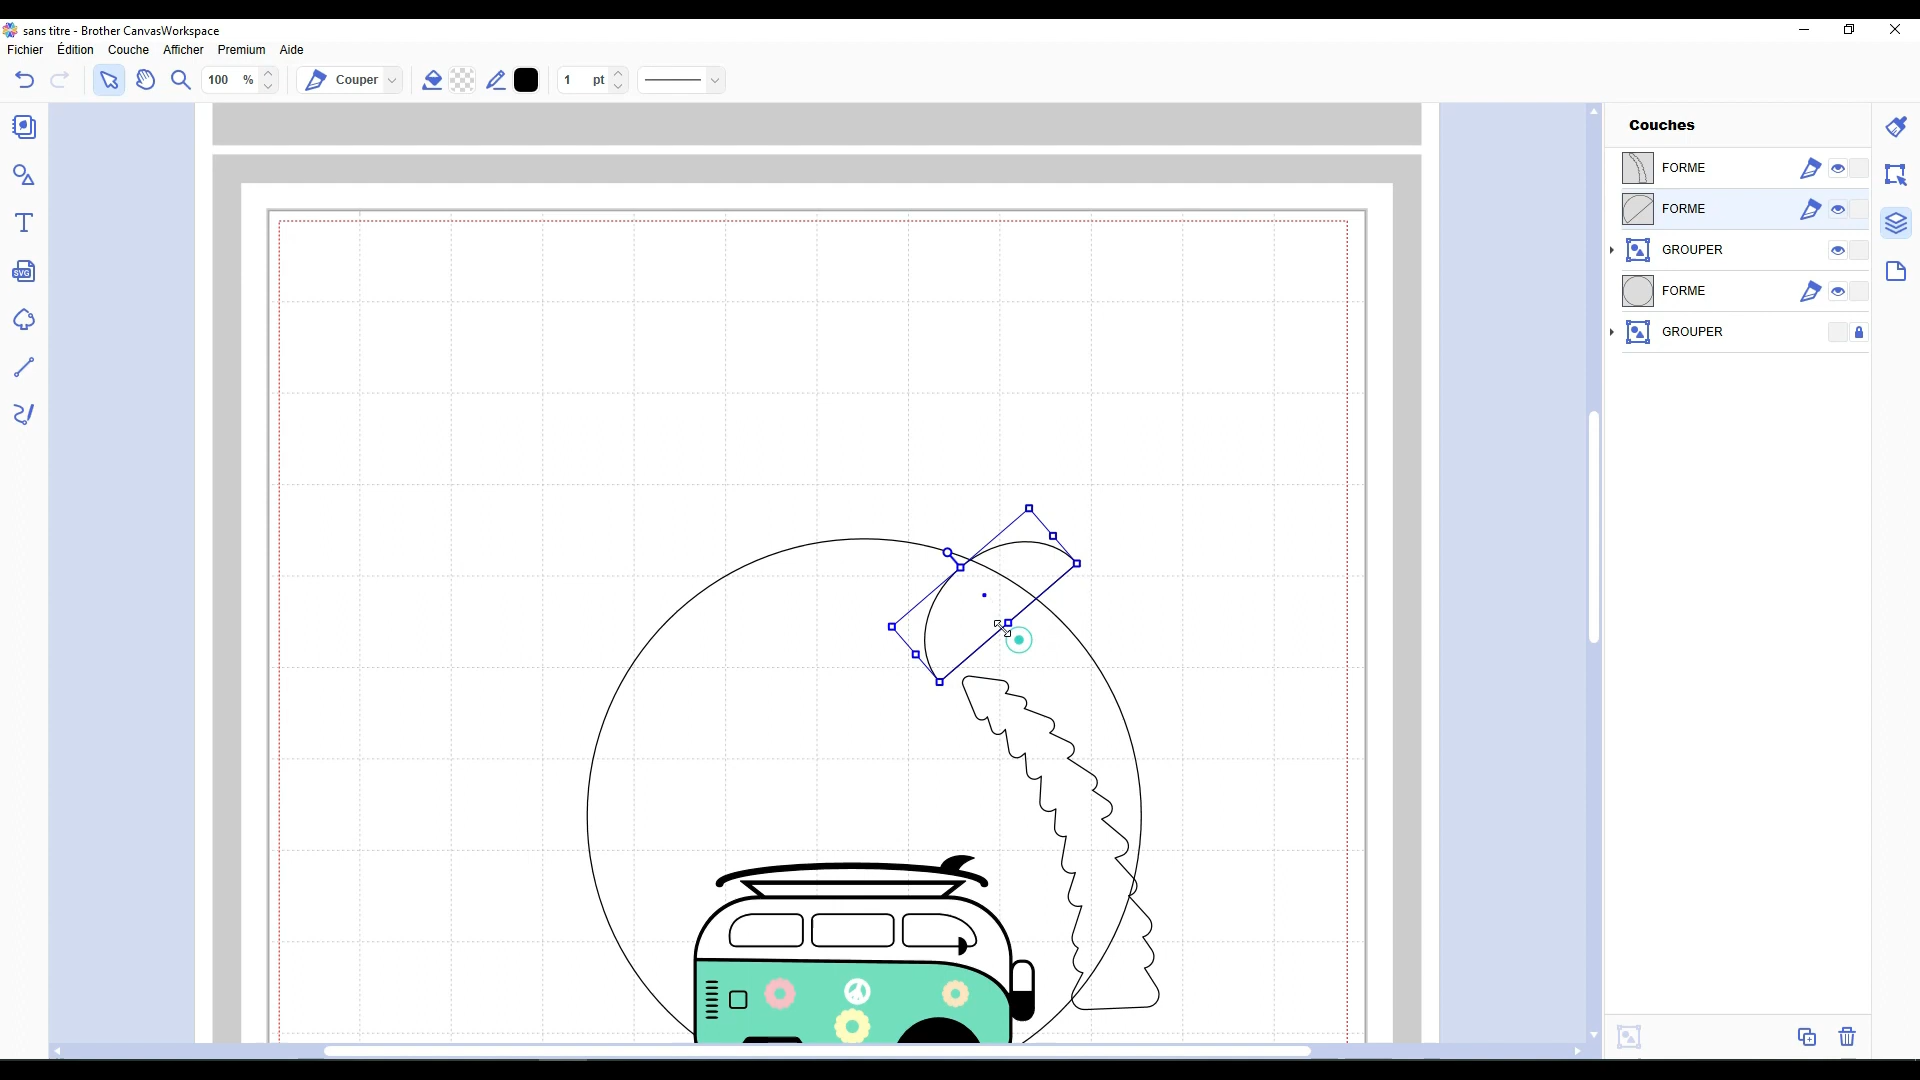 sans titre - Brother CanvasWorkspace
Fichier Édition Couche Afficher Premium Aide
100 % Couper 1 pt
Couches
FORME
FORME
GROUPER
FORME
GROUPER
T
SVG